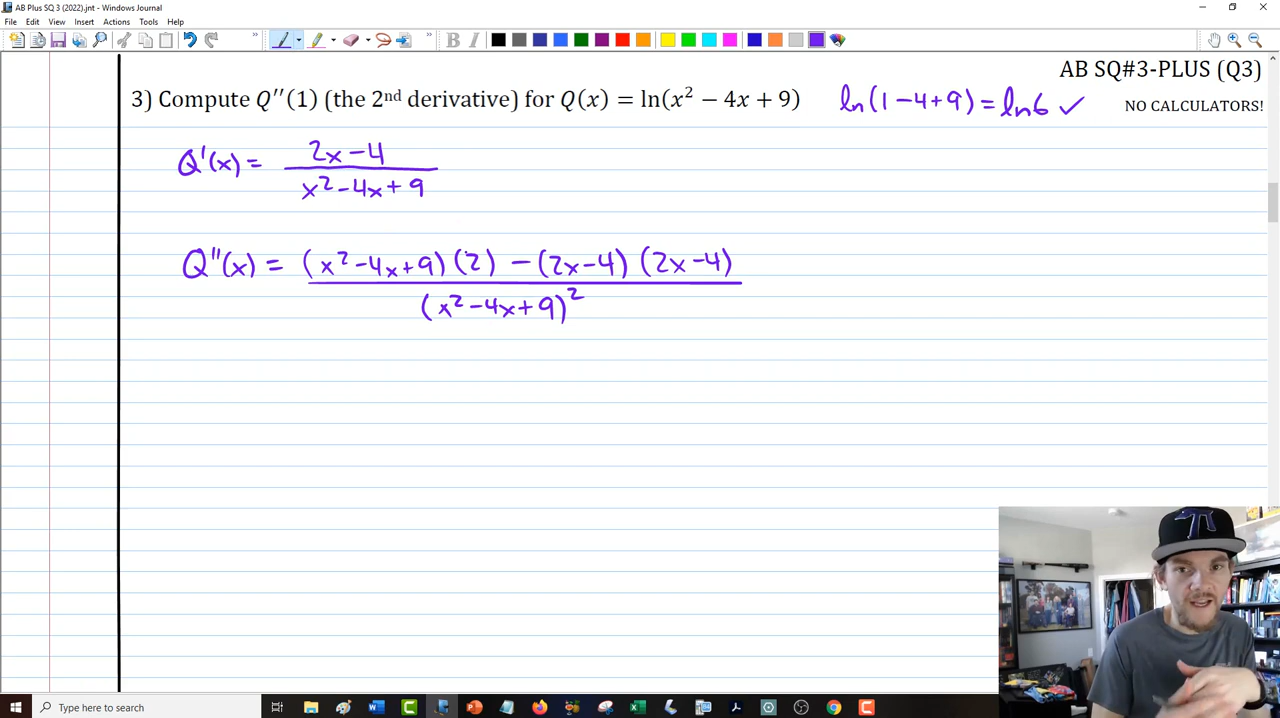 AB Plus SQ 3 (2022).jnt - Windows Journal
File Edit View Insert Actions Tools Help
AB SQ#3-PLUS (Q3)
3) Compute Q′′(1) (the 2nd derivative) for Q(x) = ln(x² − 4x + 9)
ln(1-4+9) = ln6 ✓
NO CALCULATORS!
Q'(x) = 2x-4
x²-4x+9
Q"(x) = (x²-4x+9)(2) - (2x-4)(2x-4)
(x²-4x+9)²
Type here to search